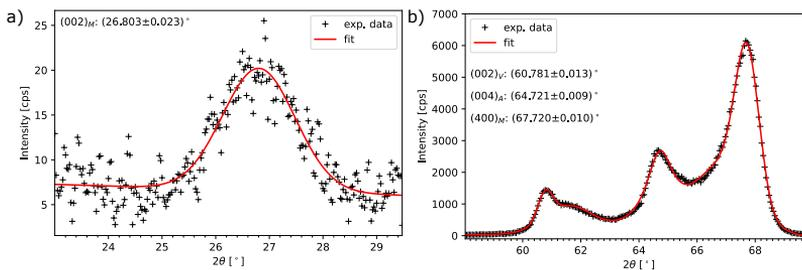 a)
(002)M: (26.803±0.023)°
exp. data
fit
Intensity [cps]
25
20
15
10
5
24 25 26 27 28 29
2θ [°]
b)
exp. data
fit
(002)V: (60.781±0.013)°
(004)A: (64.721±0.009)°
(400)M: (67.720±0.010)°
Intensity [cps]
7000
6000
5000
4000
3000
2000
1000
0
60 62 64 66 68
2θ [°]